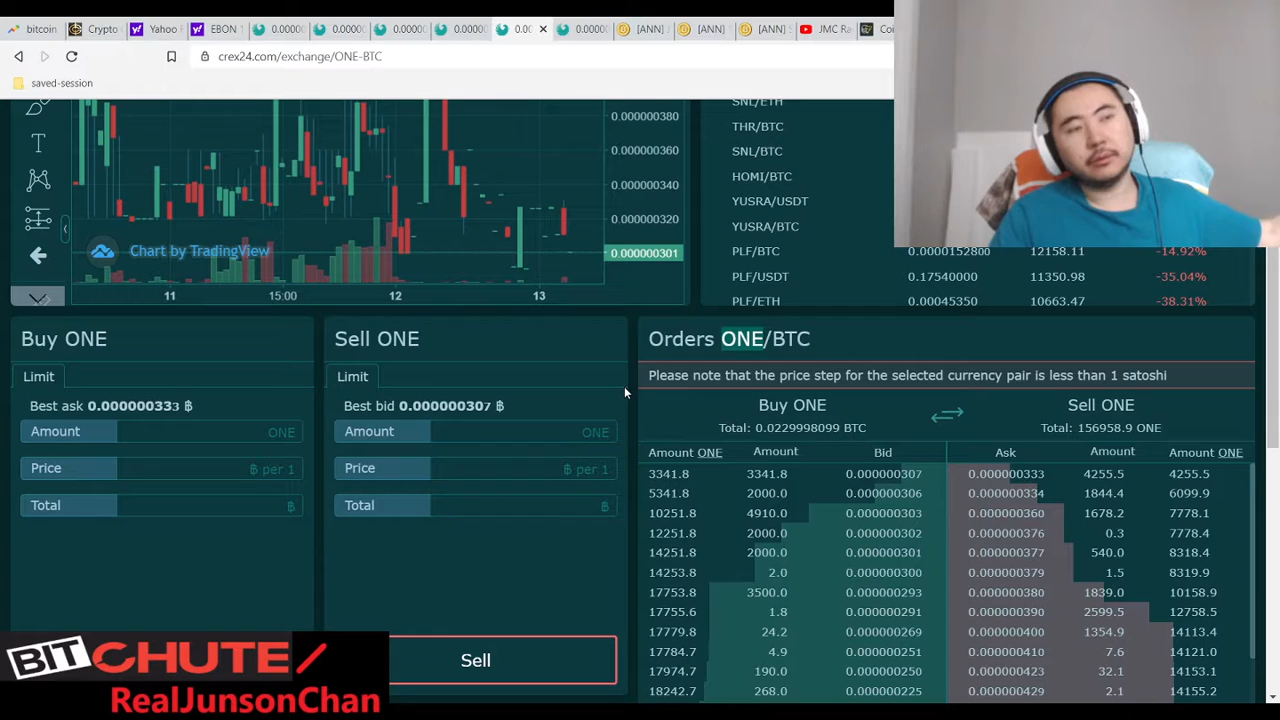 bitcoin
Crypto
Yahoo
EBON
0.0000
0.0000
0.0000
0.0000
0.00
0.0000
[ANN]
[ANN]
[ANN]
JMC Ra
Coi
crex24.com/exchange/ONE-BTC
saved-session
0.000000380
0.000000360
0.000000340
0.000000320
0.000000301
Chart by TradingView
11 15:00 12 13
SNL/ETH
THR/BTC
SNL/BTC
HOMI/BTC
YUSRA/USDT
YUSRA/BTC
PLF/BTC 0.0000152800 12158.11 -14.92%
PLF/USDT 0.17540000 11350.98 -35.04%
PLF/ETH 0.00045350 10663.47 -38.31%
Buy ONE
Limit
Best ask 0.000000333 ฿
Amount ONE
Price ฿ per 1
Total ฿
Sell ONE
Limit
Best bid 0.000000307 ฿
Amount ONE
Price ฿ per 1
Total ฿
Sell
Orders ONE/BTC
Please note that the price step for the selected currency pair is less than 1 satoshi
Buy ONE Sell ONE
Total: 0.0229998099 BTC Total: 156958.9 ONE
Amount ONE Amount Bid Ask Amount Amount ONE
3341.8 3341.8 0.000000307 0.000000333 4255.5 4255.5
5341.8 2000.0 0.000000306 0.000000334 1844.4 6099.9
10251.8 4910.0 0.000000303 0.000000360 1678.2 7778.1
12251.8 2000.0 0.000000302 0.000000376 0.3 7778.4
14251.8 2000.0 0.000000301 0.000000377 540.0 8318.4
14253.8 2.0 0.000000300 0.000000379 1.5 8319.9
17753.8 3500.0 0.000000293 0.000000380 1839.0 10158.9
17755.6 1.8 0.000000291 0.000000390 2599.5 12758.5
17779.8 24.2 0.000000269 0.000000400 1354.9 14113.4
17784.7 4.9 0.000000251 0.000000410 7.6 14121.0
17974.7 190.0 0.000000250 0.000000423 32.1 14153.1
18242.7 268.0 0.000000225 0.000000429 2.1 14155.2
BITCHUTE/
RealJunsonChan